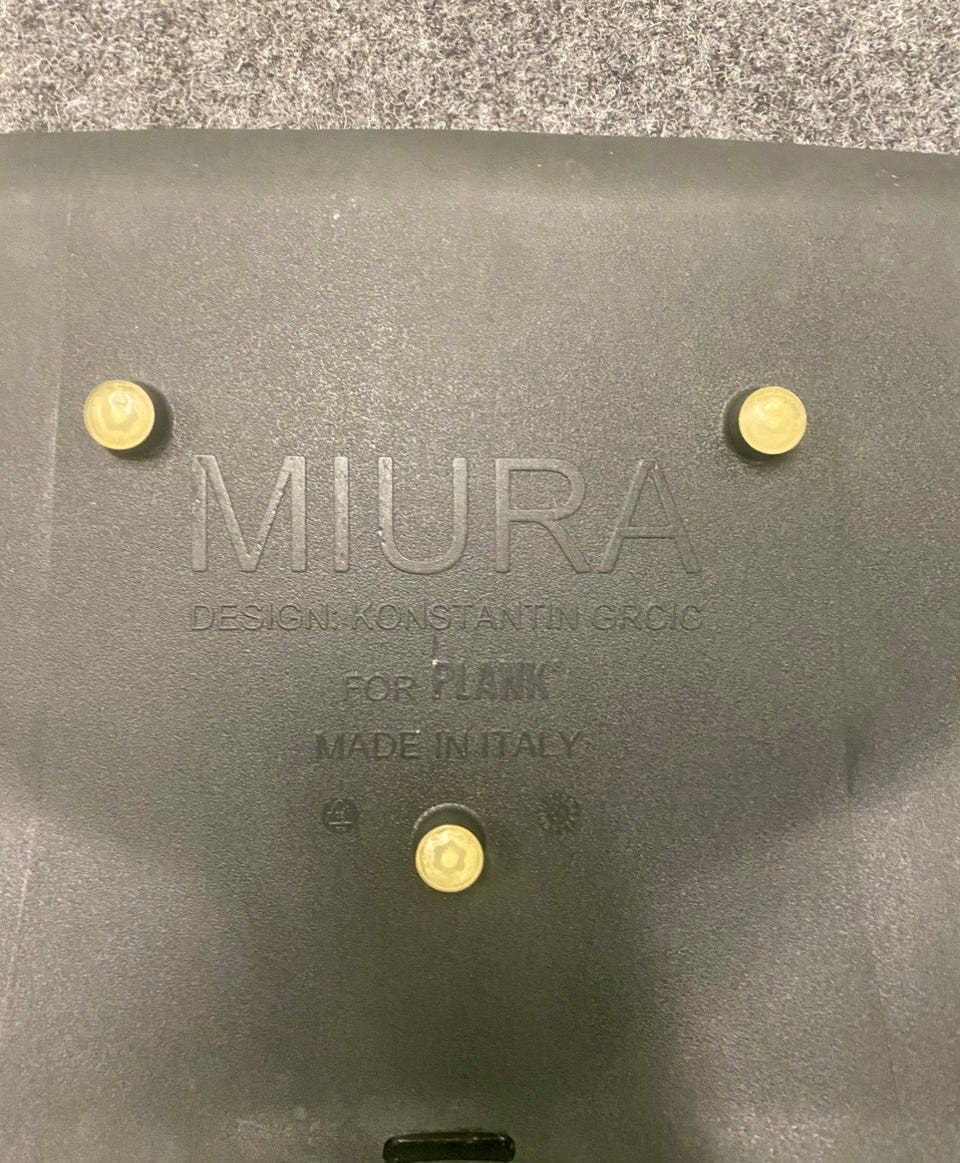 MIURA
DESIGN: KONSTANTIN GRCIC
FOR PLANK
MADE IN ITALY